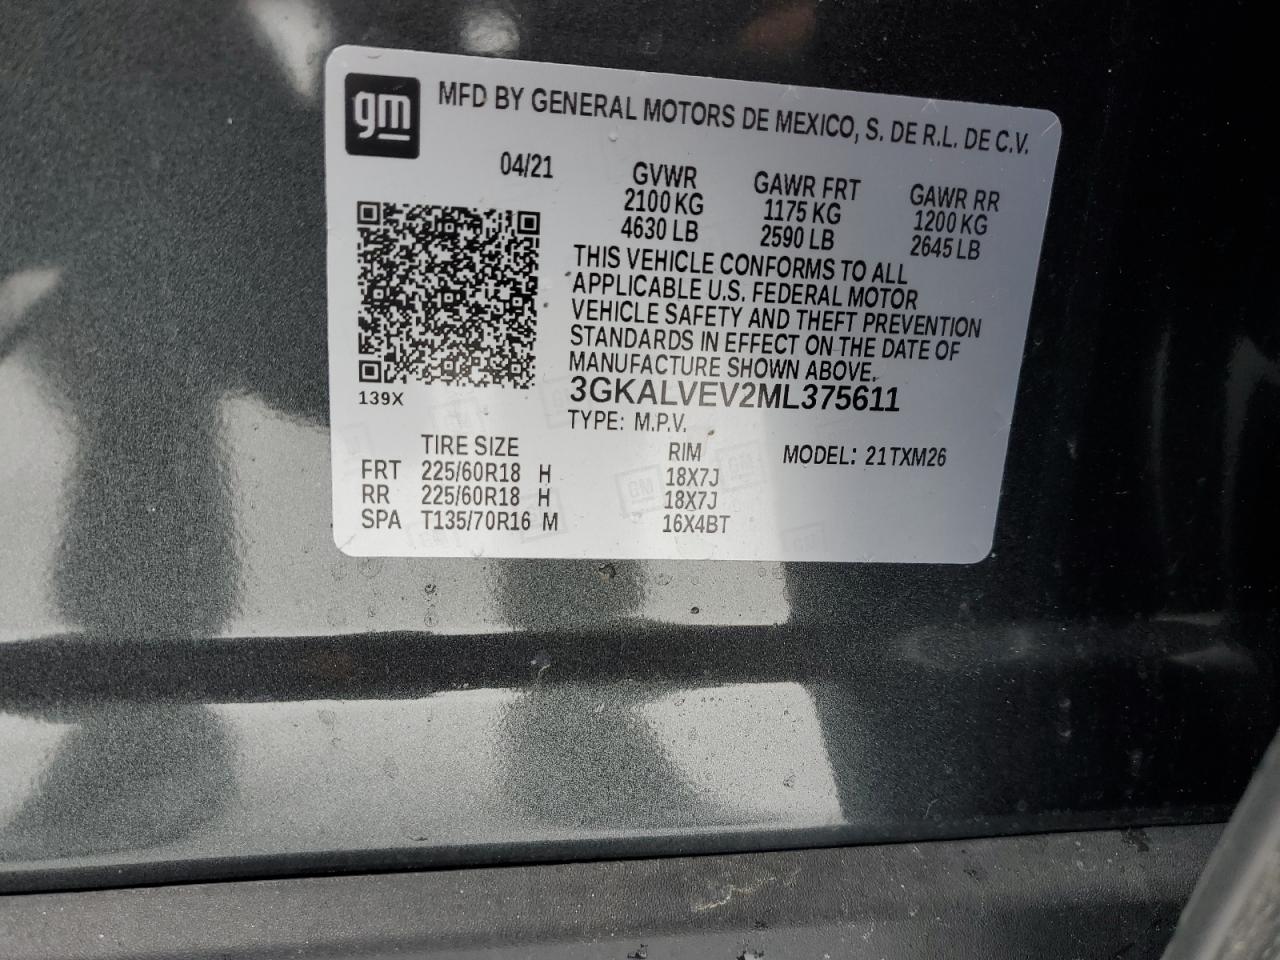 gm
MFD BY GENERAL MOTORS DE MEXICO, S. DE R.L. DE C.V.
04/21 GVWR GAWR FRT GAWR RR
2100 KG 1175 KG 1200 KG
4630 LB 2590 LB 2645 LB
THIS VEHICLE CONFORMS TO ALL
APPLICABLE U.S. FEDERAL MOTOR
VEHICLE SAFETY AND THEFT PREVENTION
STANDARDS IN EFFECT ON THE DATE OF
MANUFACTURE SHOWN ABOVE.
139X
3GKALVEV2ML375611
TYPE: M.P.V.
TIRE SIZE RIM MODEL: 21TXM26
FRT 225/60R18 H 18X7J
RR 225/60R18 H 18X7J
SPA T135/70R16 M 16X4BT